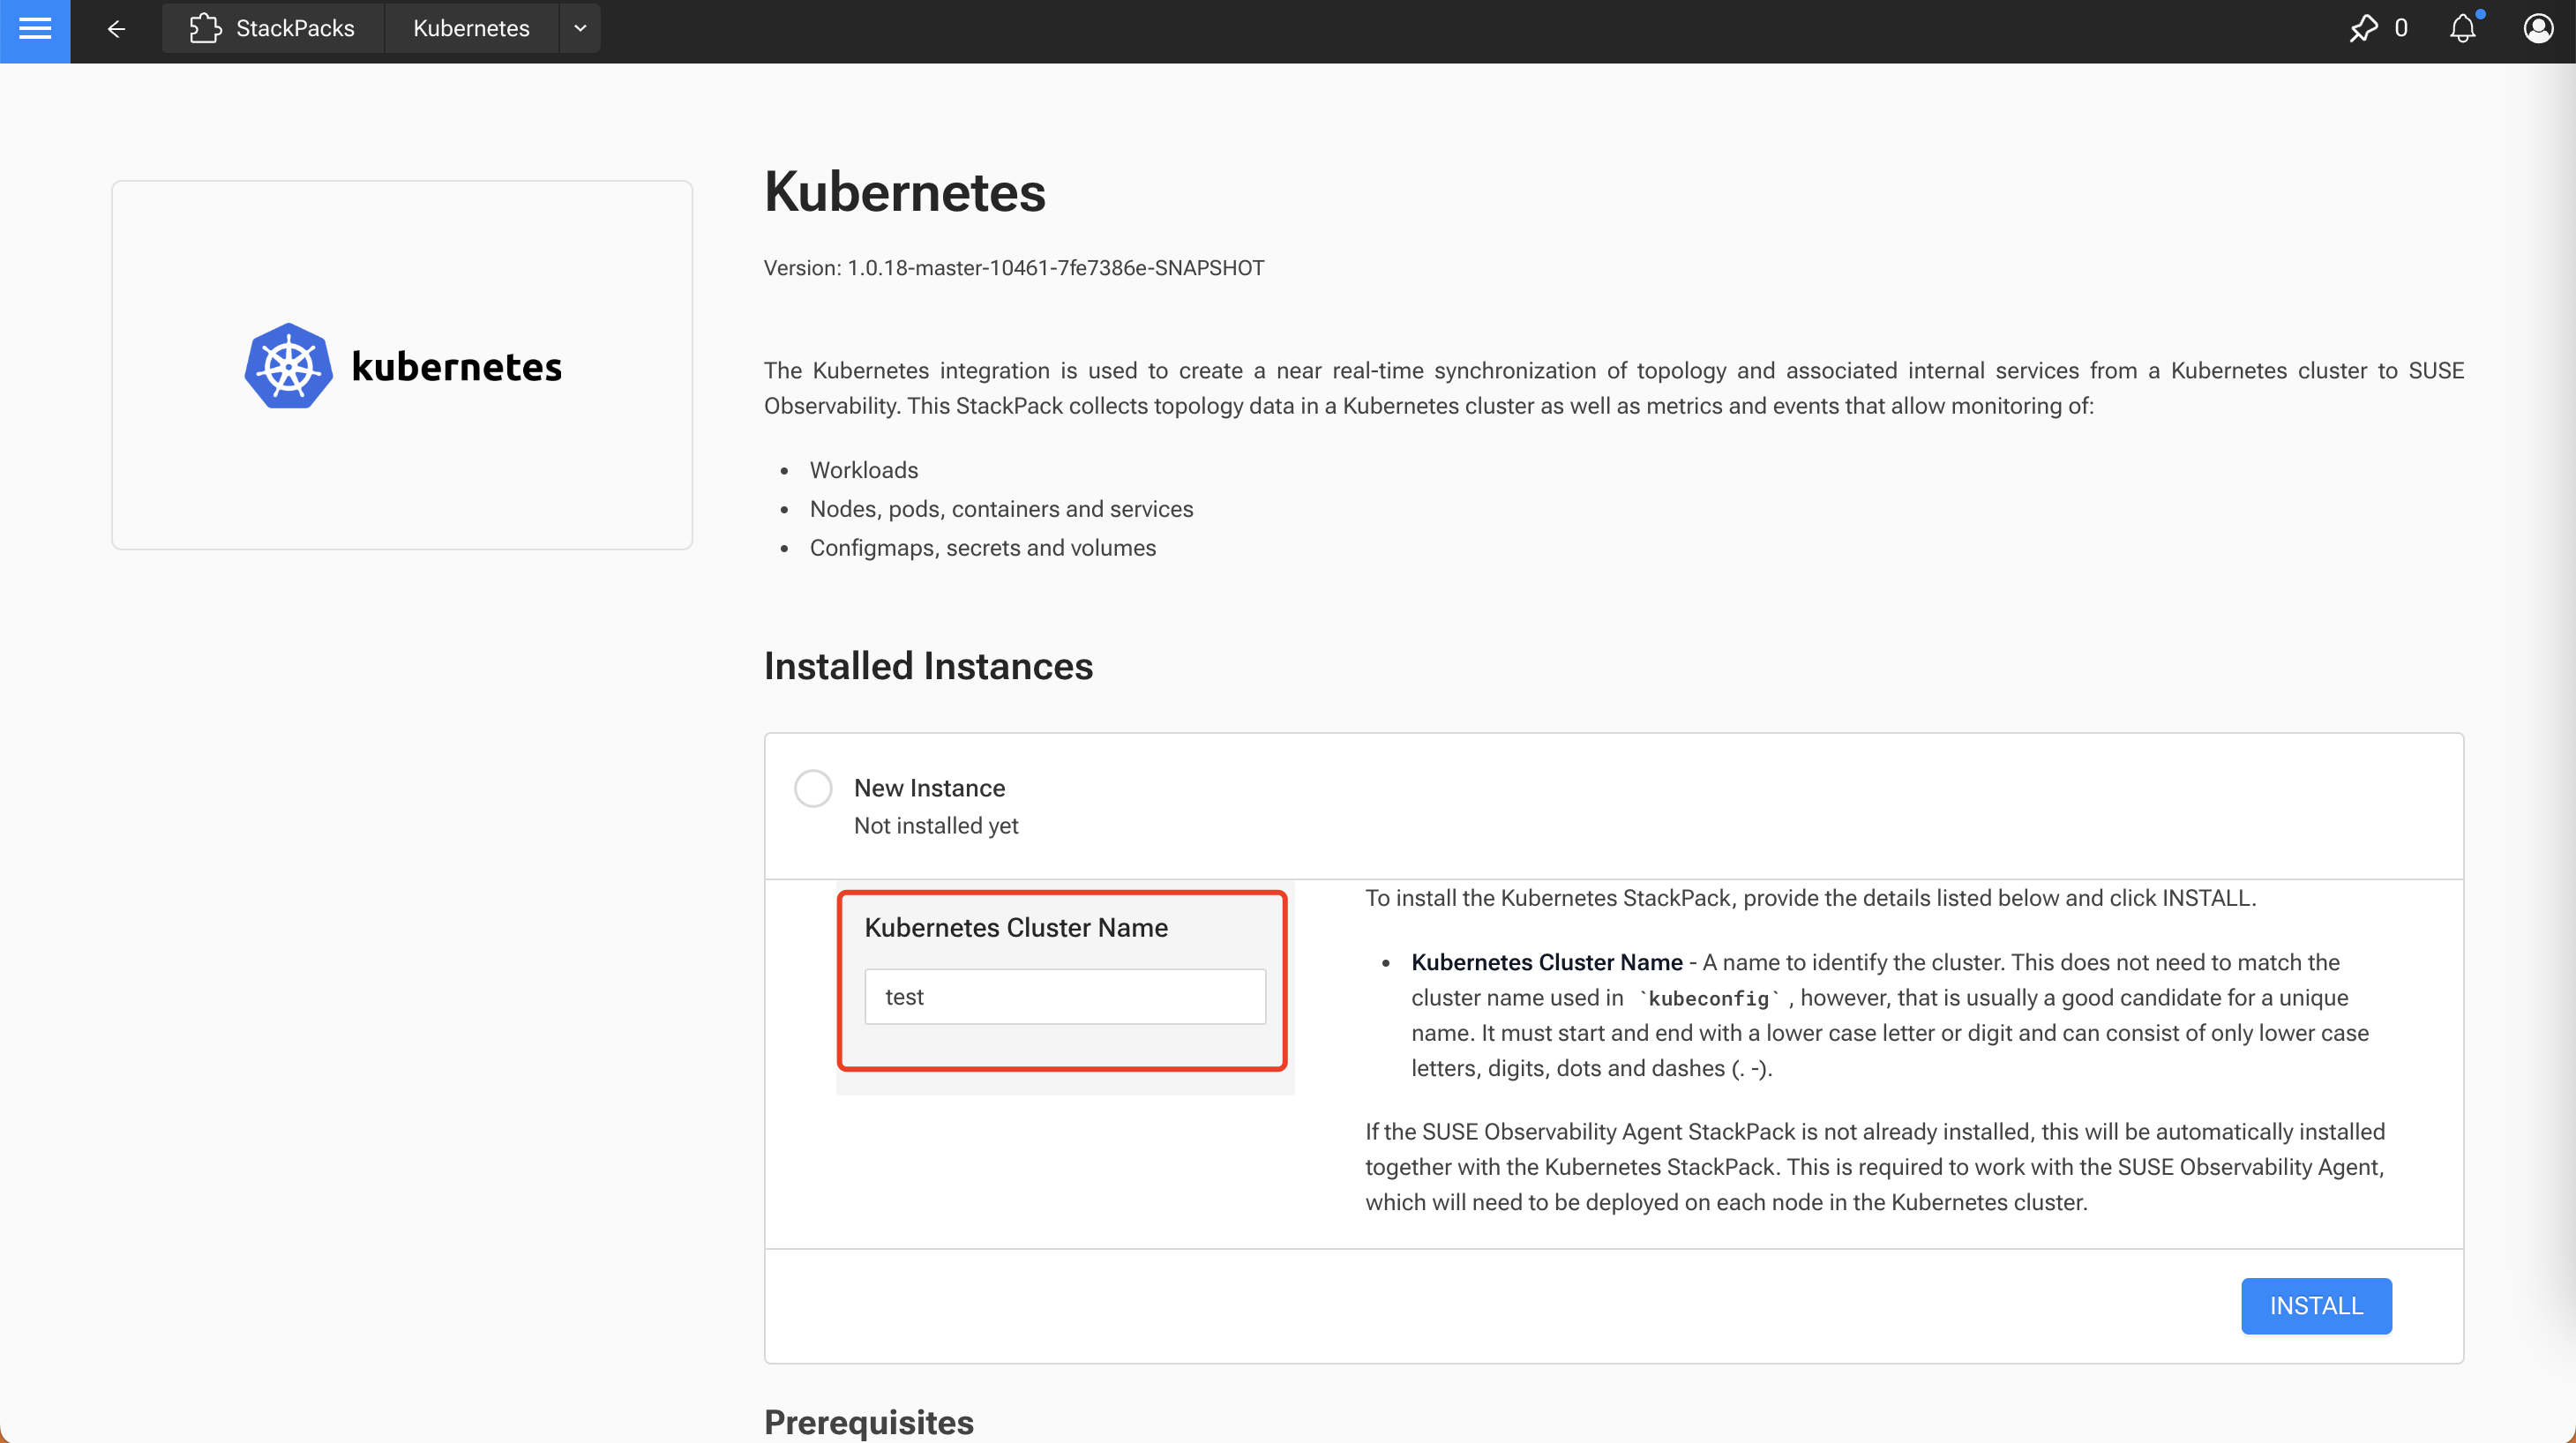 StackPacks
Kubernetes
0
kubernetes
Kubernetes
Version: 1.0.18-master-10461-7fe7386e-SNAPSHOT
The Kubernetes integration is used to create a near real-time synchronization of topology and associated internal services from a Kubernetes cluster to SUSE
Observability. This StackPack collects topology data in a Kubernetes cluster as well as metrics and events that allow monitoring of:
• Workloads
• Nodes, pods, containers and services
• Configmaps, secrets and volumes
Installed Instances
New Instance
Not installed yet
Kubernetes Cluster Name
test
To install the Kubernetes StackPack, provide the details listed below and click INSTALL.
• Kubernetes Cluster Name - A name to identify the cluster. This does not need to match the
cluster name used in `kubeconfig` , however, that is usually a good candidate for a unique
name. It must start and end with a lower case letter or digit and can consist of only lower case
letters, digits, dots and dashes (. -).
If the SUSE Observability Agent StackPack is not already installed, this will be automatically installed
together with the Kubernetes StackPack. This is required to work with the SUSE Observability Agent,
which will need to be deployed on each node in the Kubernetes cluster.
INSTALL
Prerequisites